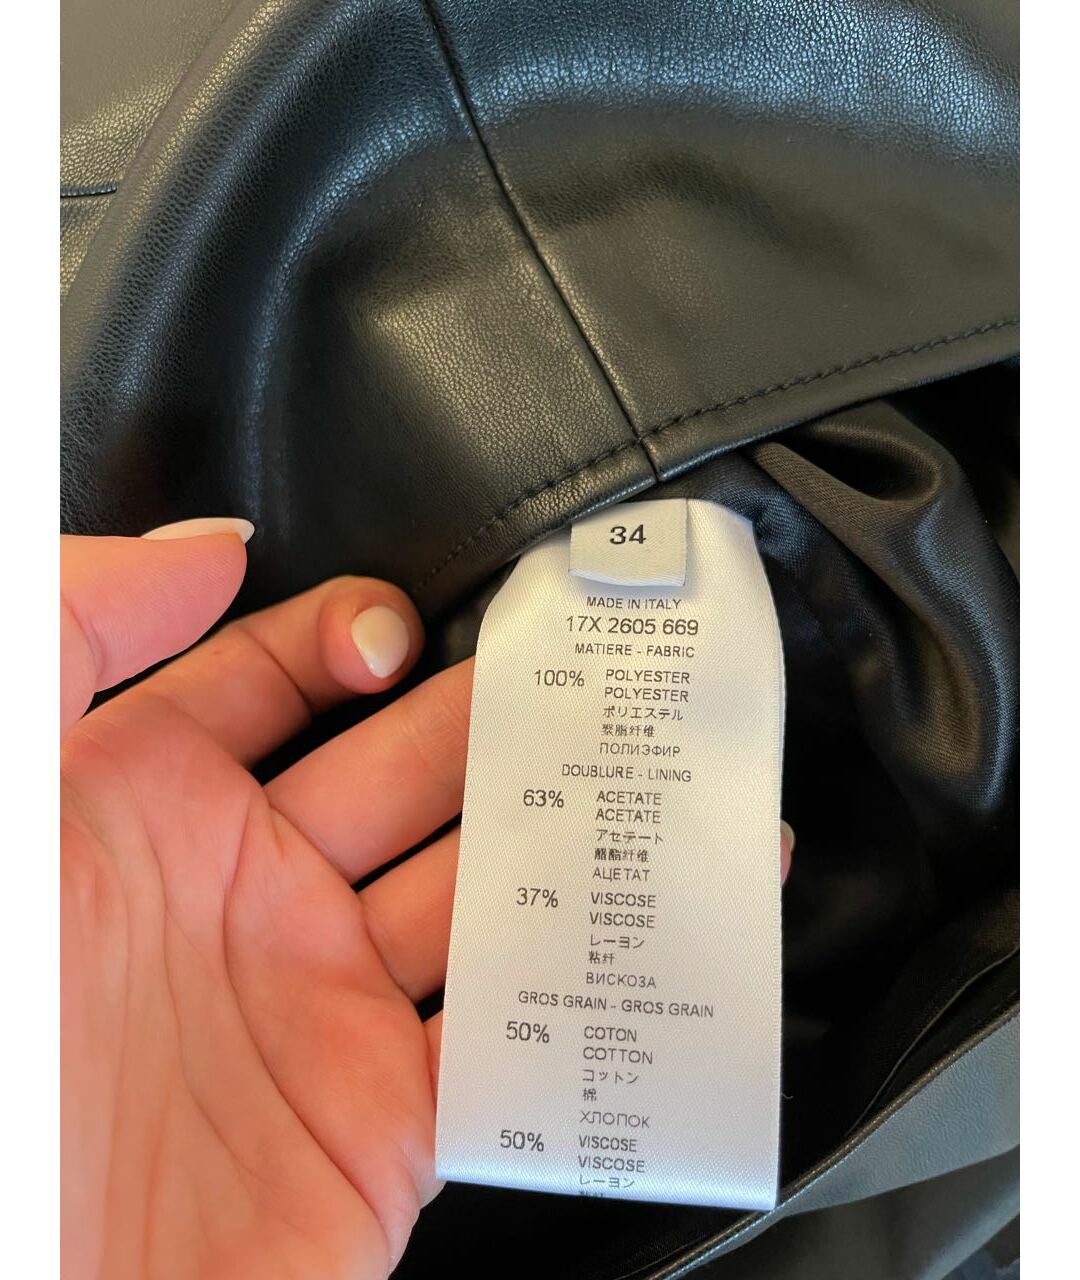 34
MADE IN ITALY
17X 2605 669
MATIERE - FABRIC
100% POLYESTER
POLYESTER
ポリエステル
聚脂纤维
ПОЛИЭФИР
DOUBLURE - LINING
63% ACETATE
ACETATE
アセテート
醋酯纤维
АЦЕТАТ
37% VISCOSE
VISCOSE
レーヨン
粘纤
ВИСКОЗА
GROS GRAIN - GROS GRAIN
50% COTON
COTTON
コットン
棉
ХЛОПОК
50% VISCOSE
VISCOSE
レーヨン